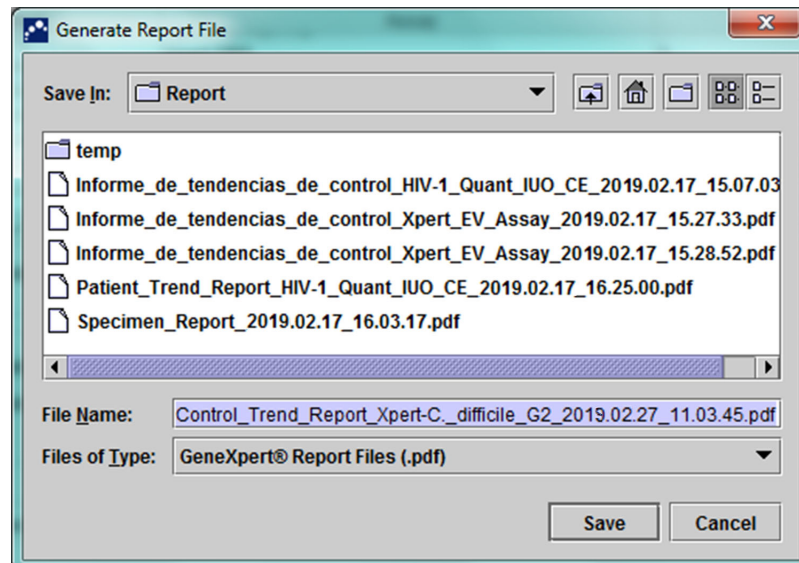 Generate Report File
Save In: Report
temp
Informe_de_tendencias_de_control_HIV-1_Quant_IUO_CE_2019.02.17_15.07.03
Informe_de_tendencias_de_control_Xpert_EV_Assay_2019.02.17_15.27.33.pdf
Informe_de_tendencias_de_control_Xpert_EV_Assay_2019.02.17_15.28.52.pdf
Patient_Trend_Report_HIV-1_Quant_IUO_CE_2019.02.17_16.25.00.pdf
Specimen_Report_2019.02.17_16.03.17.pdf
File Name: Control_Trend_Report_Xpert-C._difficile_G2_2019.02.27_11.03.45.pdf
Files of Type: GeneXpert® Report Files (.pdf)
Save Cancel